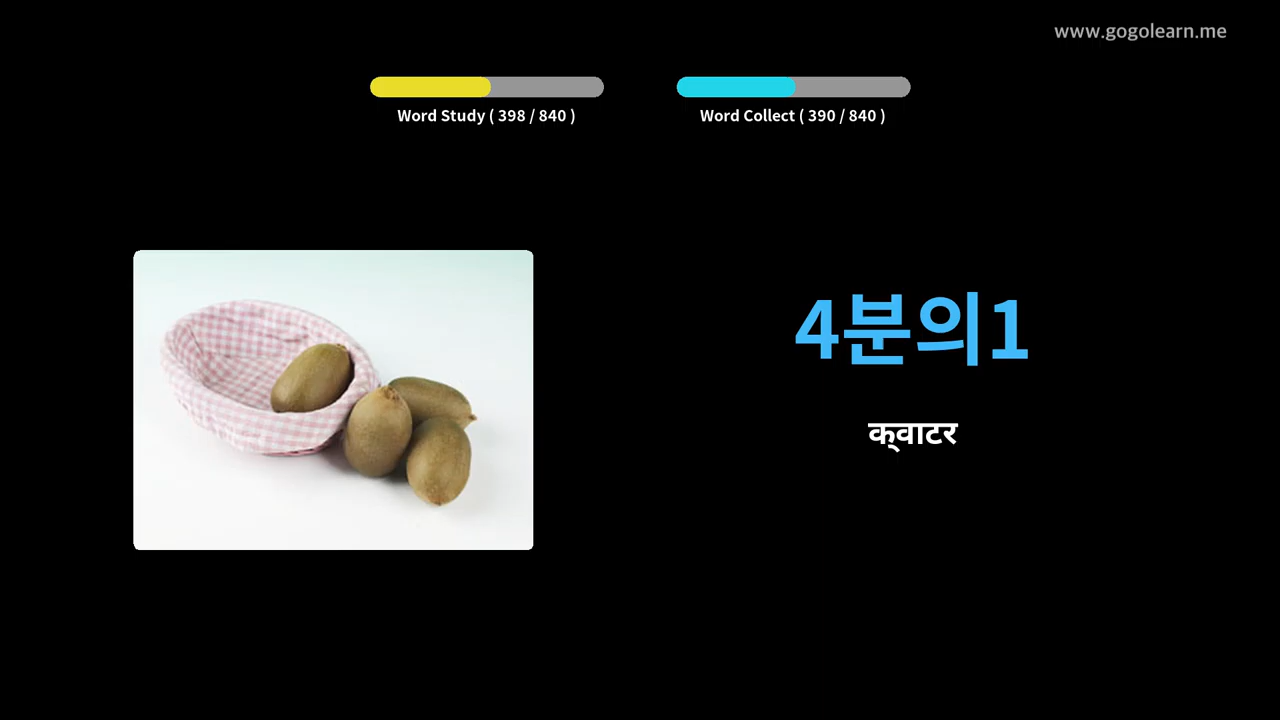 www.gogolearn.me
Word Study ( 398 / 840 )
Word Collect ( 390 / 840 )
4분의1
क्‌वाटर